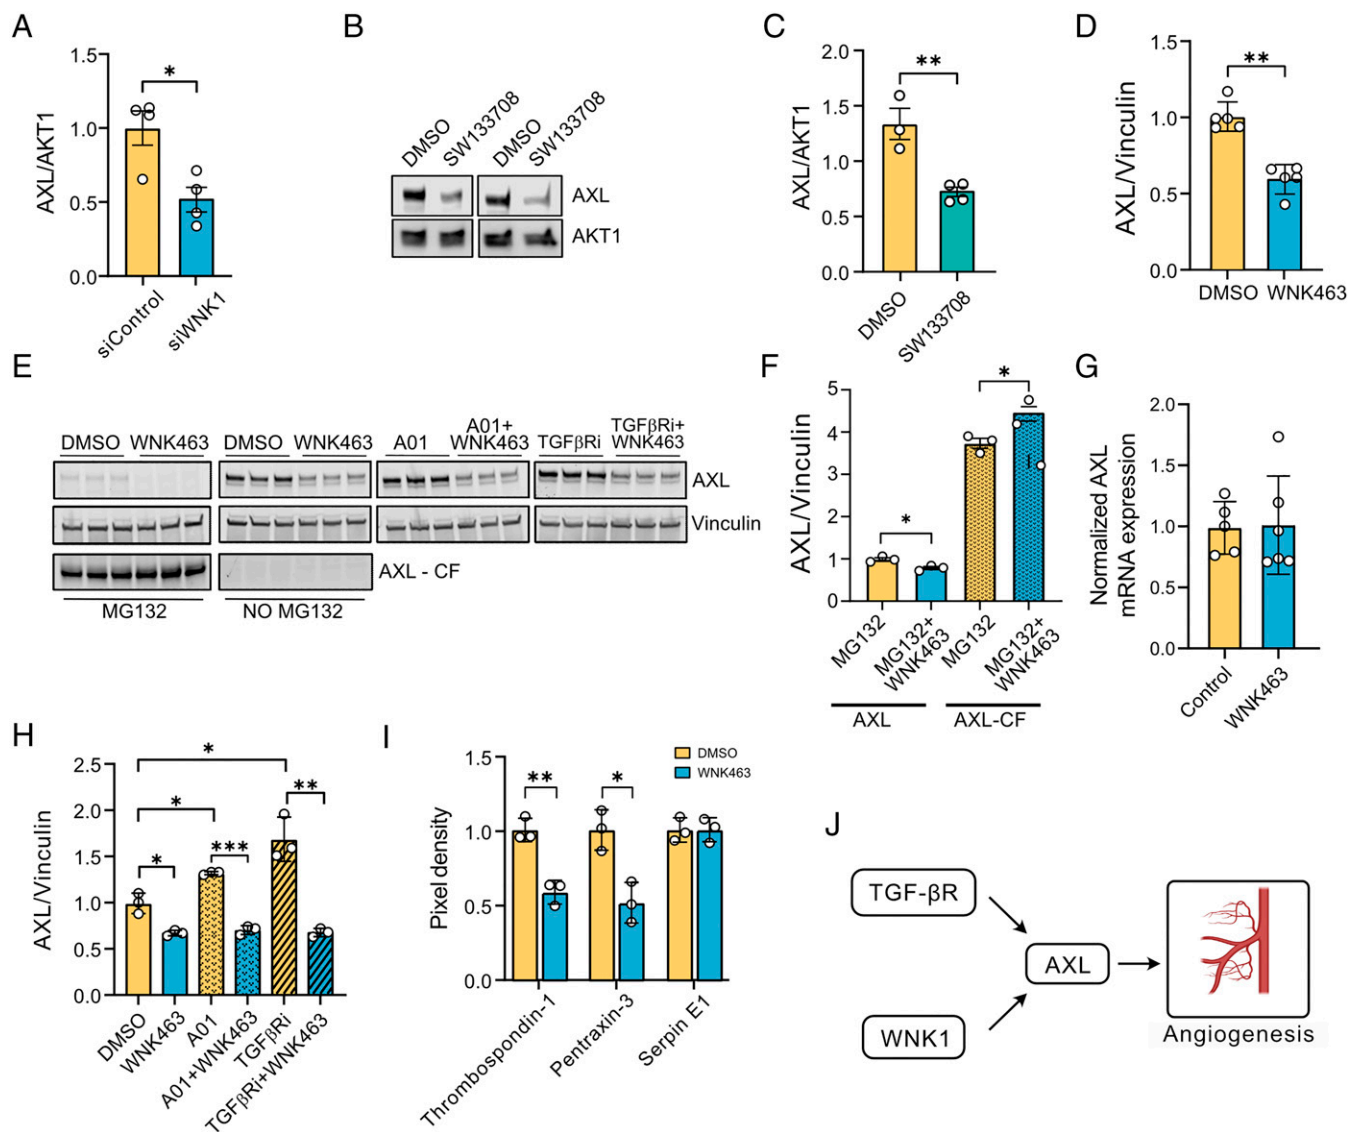 A
AXL/AKT1
1.5
1.0
0.5
0.0
*
siControl
siWNK1
B
DMSO
SW133708
DMSO
SW133708
AXL
AKT1
C
AXL/AKT1
2.0
1.5
1.0
0.5
0.0
**
DMSO
SW133708
D
AXL/Vinculin
1.5
1.0
0.5
0.0
**
DMSO
WNK463
E
DMSO
WNK463
DMSO
WNK463
A01
A01+
WNK463
TGFβRi
TGFβRi+
WNK463
AXL
Vinculin
AXL - CF
MG132
NO MG132
F
AXL/Vinculin
5
4
3
2
1
0
*
*
MG132
MG132+
WNK463
MG132
MG132+
WNK463
AXL
AXL-CF
G
Normalized AXL
mRNA expression
2.0
1.5
1.0
0.5
0.0
Control
WNK463
H
AXL/Vinculin
2.5
2.0
1.5
1.0
0.5
0.0
*
*
*
***
**
DMSO
WNK463
A01
A01+WNK463
TGFβRi
TGFβRi+WNK463
I
Pixel density
1.5
1.0
0.5
0.0
**
*
DMSO
WNK463
Thrombospondin-1
Pentraxin-3
Serpin E1
J
TGF-βR
WNK1
AXL
Angiogenesis